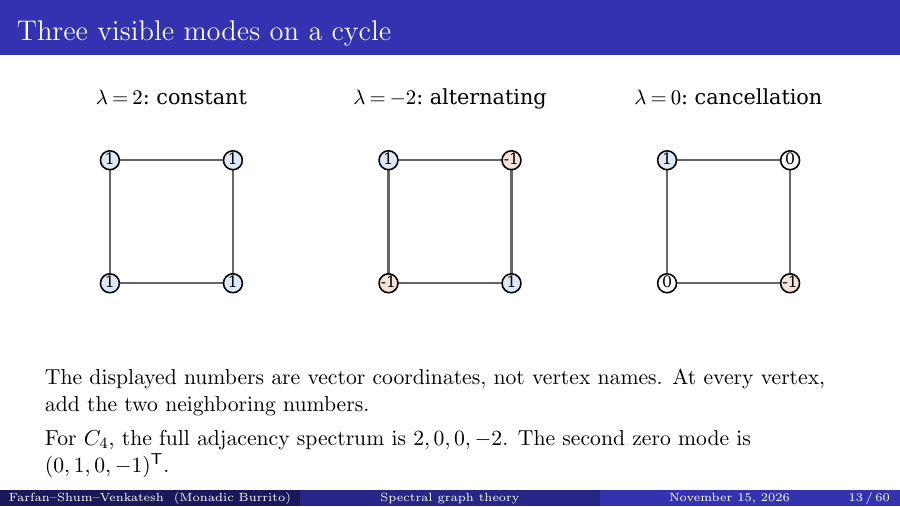 Three visible modes on a cycle
λ = 2: constant
λ = −2: alternating
λ = 0: cancellation
1 1
1 -1
1 0
1 1
-1 1
0 -1
The displayed numbers are vector coordinates, not vertex names. At every vertex,
add the two neighboring numbers.
For C₄, the full adjacency spectrum is 2, 0, 0, −2. The second zero mode is
(0, 1, 0, −1)ᵀ.
Farfan–Shum–Venkatesh (Monadic Burrito)
Spectral graph theory
November 15, 2026
13 / 60